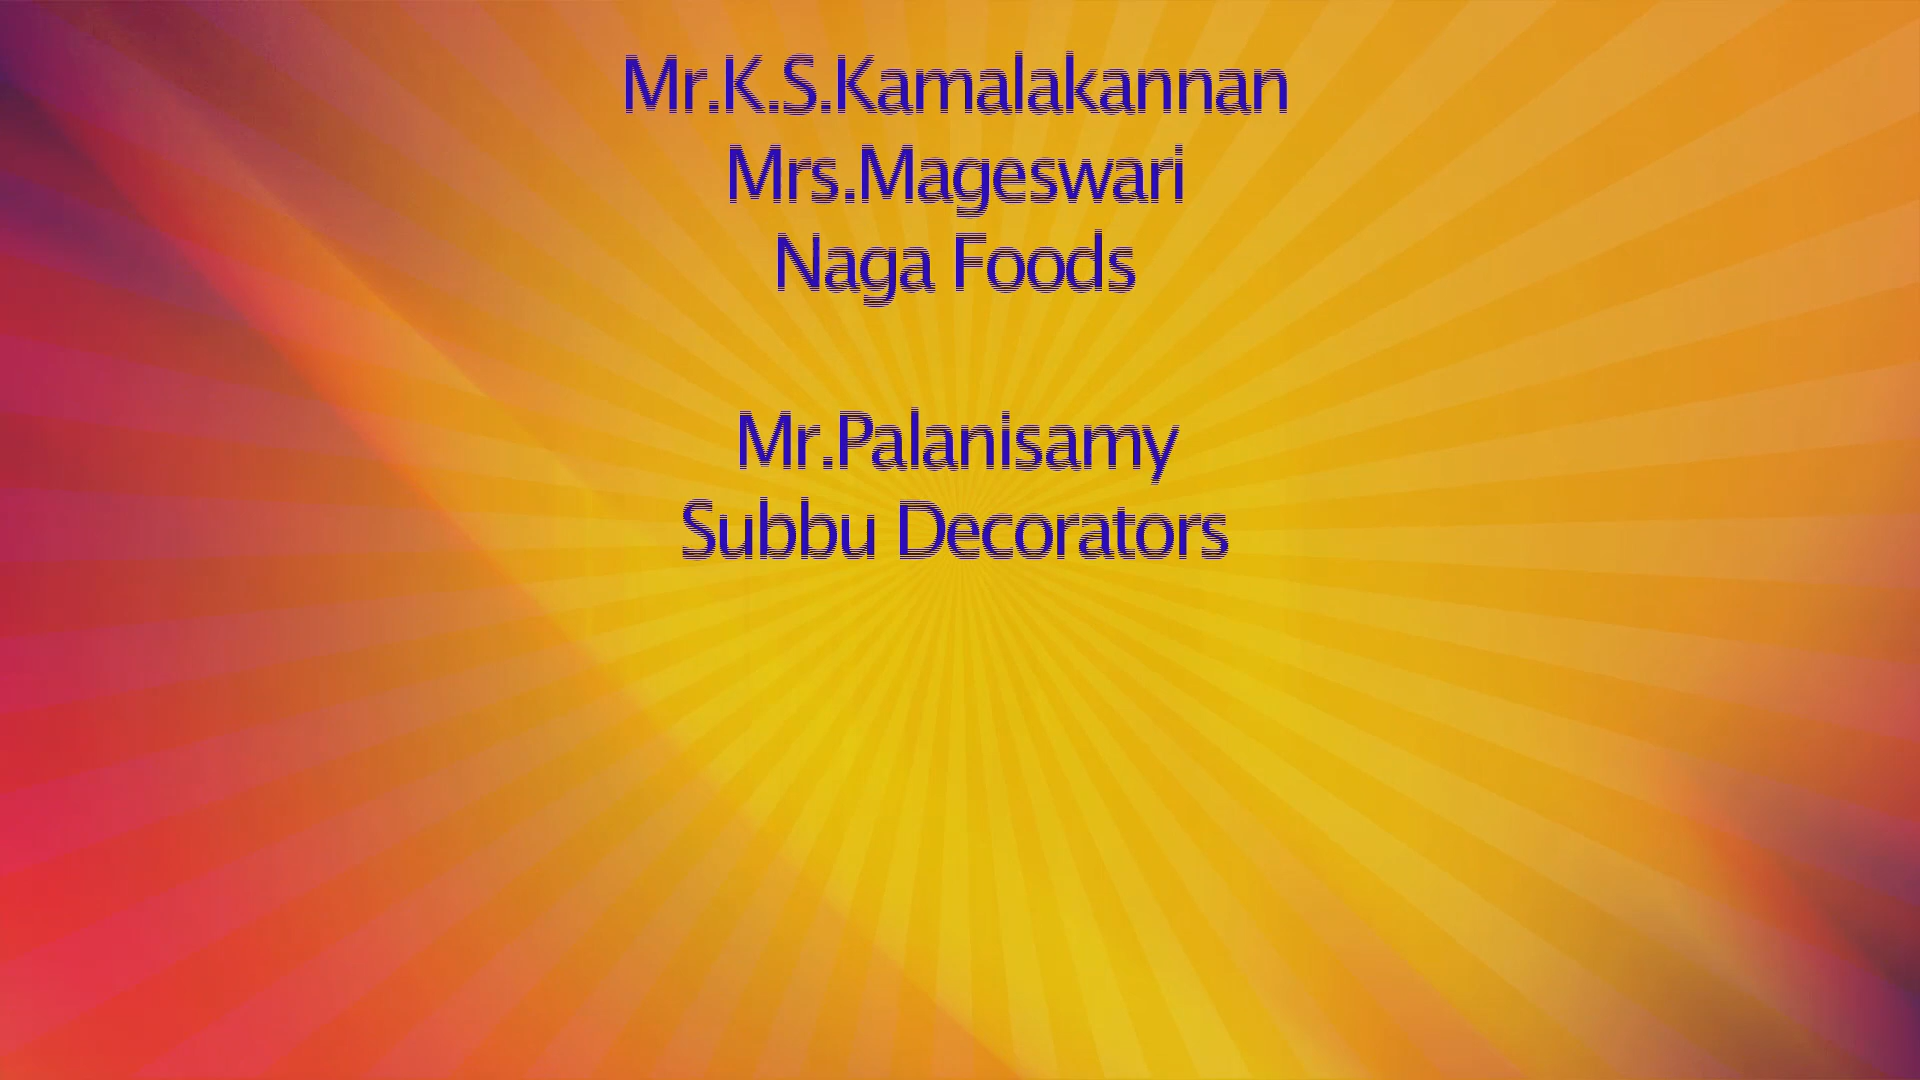 Mr.K.S.Kamalakannan
Mrs.Mageswari
Naga Foods
Mr.Palanisamy
Subbu Decorators